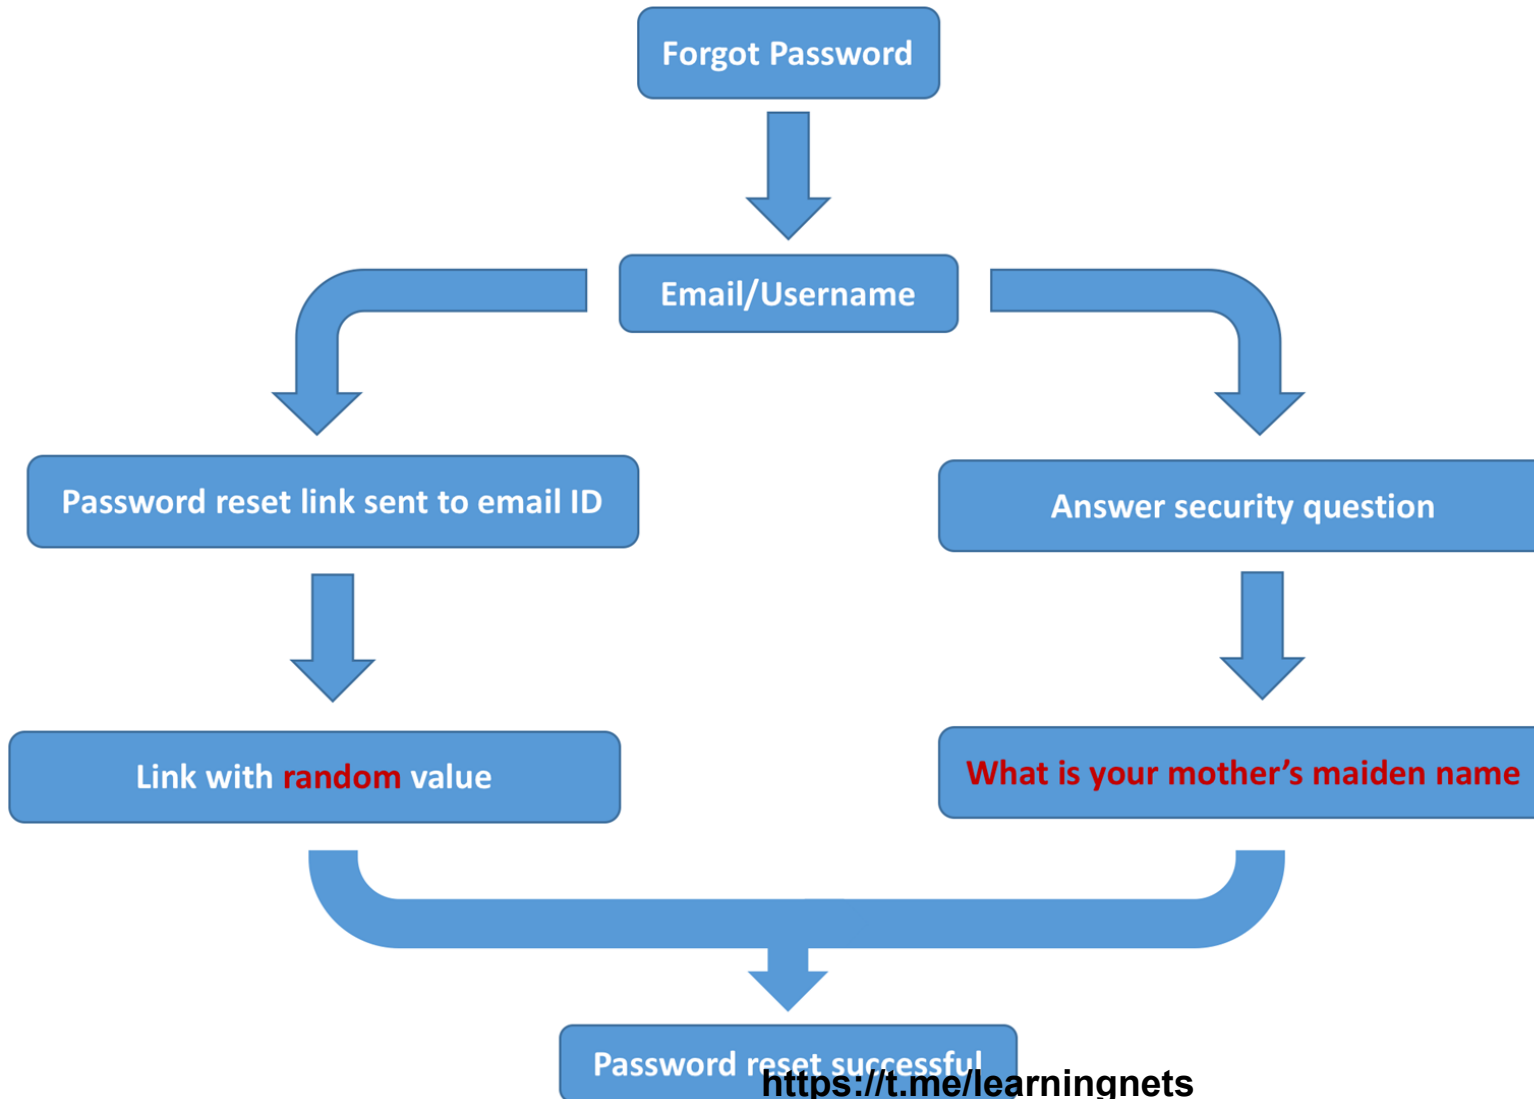 Forgot Password
Email/Username
Password reset link sent to email ID
Answer security question
Link with random value
What is your mother’s maiden name
Password reset successful
https://t.me/learningnets